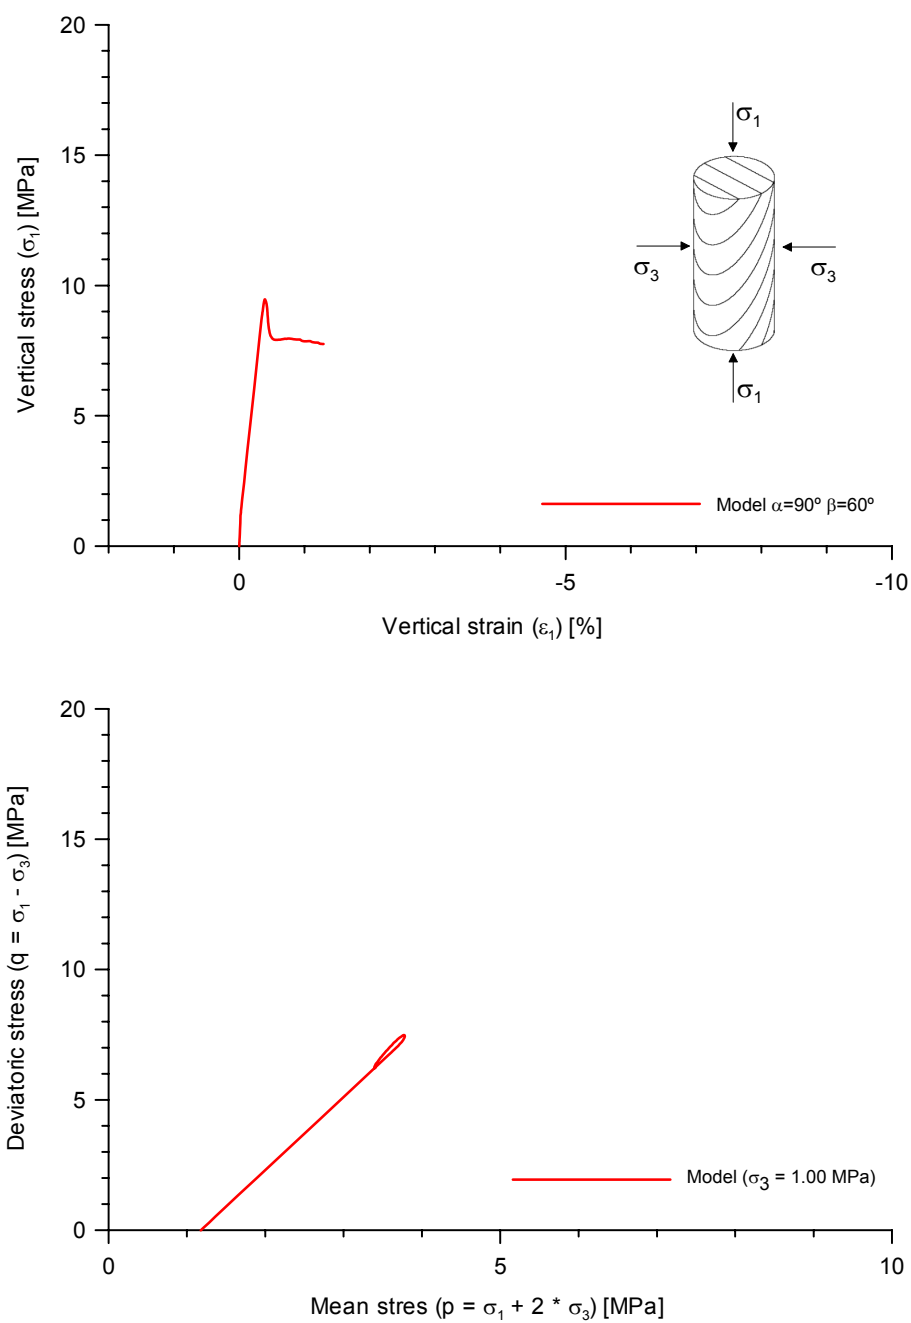 20
15
10
5
0
Vertical stress (σ₁) [MPa]
σ₁
σ₃
σ₃
σ₁
Model α=90º β=60º
0
-5
-10
Vertical strain (ε₁) [%]
20
15
10
5
0
Deviatoric stress (q = σ₁ - σ₃) [MPa]
Model (σ₃ = 1.00 MPa)
0
5
10
Mean stres (p = σ₁ + 2 * σ₃) [MPa]